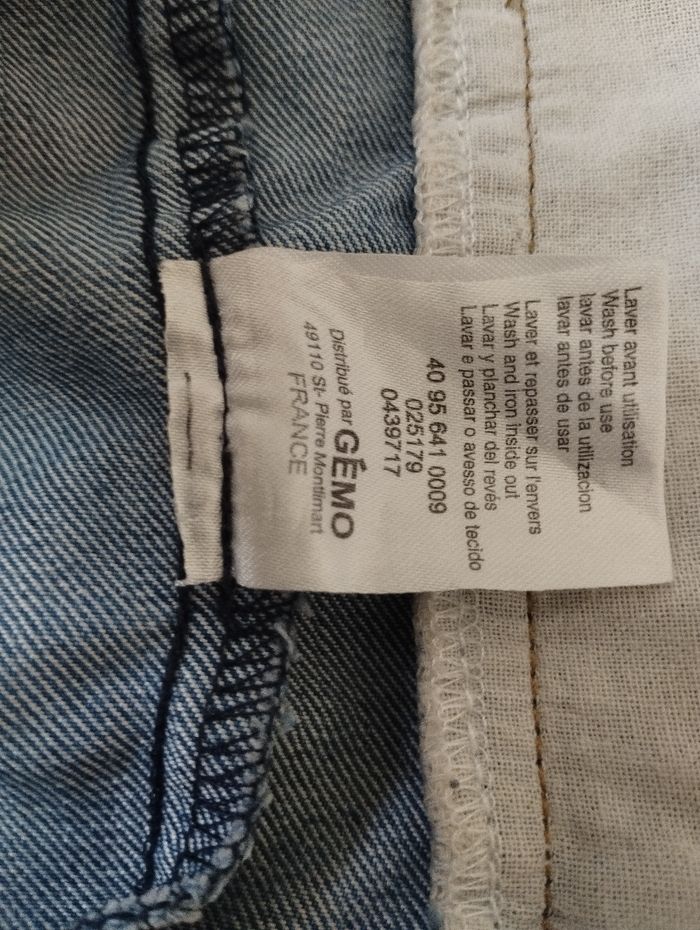 Laver avant utilisation
Wash before use
lavar antes de la utilizacion
lavar antes de usar
Laver et repasser sur l'envers
Wash and iron inside out
Lavar y planchar del revés
Lavar e passar o avesso de tecido
40 95 641 0009
025179
0439717
Distribué par GÉMO
49110 St- Pierre Montlimart
FRANCE